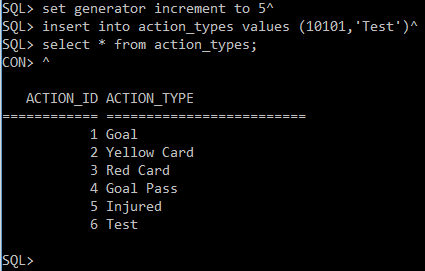 SQL> set generator increment to 5^
SQL> insert into action_types values (10101,'Test')^
SQL> select * from action_types;
CON> ^
ACTION_ID ACTION_TYPE
============ =========================
1 Goal
2 Yellow Card
3 Red Card
4 Goal Pass
5 Injured
6 Test
SQL>